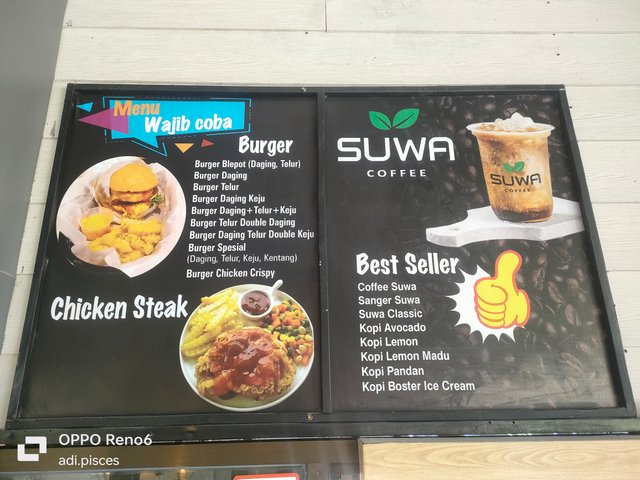 Menu
Wajib coba
Burger
Burger Blepot (Daging, Telur)
Burger Daging
Burger Telur
Burger Daging Keju
Burger Daging+Telur+Keju
Burger Telur Double Daging
Burger Daging Telur Double Keju
Burger Spesial
(Daging, Telur, Keju, Kentang)
Burger Chicken Crispy
Chicken Steak
SUWA
COFFEE
SUWA
COFFEE
Best Seller
Coffee Suwa
Sanger Suwa
Suwa Classic
Kopi Avocado
Kopi Lemon
Kopi Lemon Madu
Kopi Pandan
Kopi Boster Ice Cream
OPPO Reno6
adi.pisces